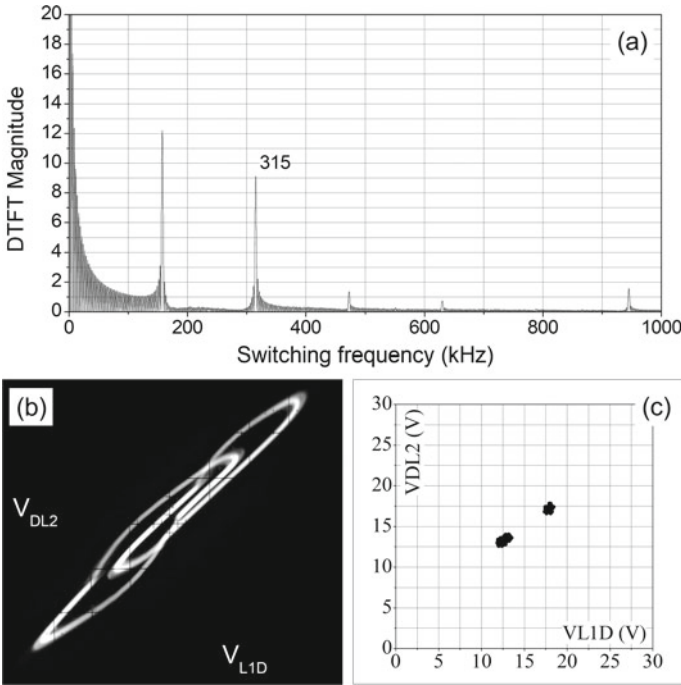 (a)
DTFT Magnitude
20
18
16
14
12
10
8
6
4
2
0
315
0 200 400 600 800 1000
Switching frequency (kHz)
(b)
V_DL2
V_L1D
(c)
VDL2 (V)
30
25
20
15
10
5
0
VL1D (V)
0 5 10 15 20 25 30